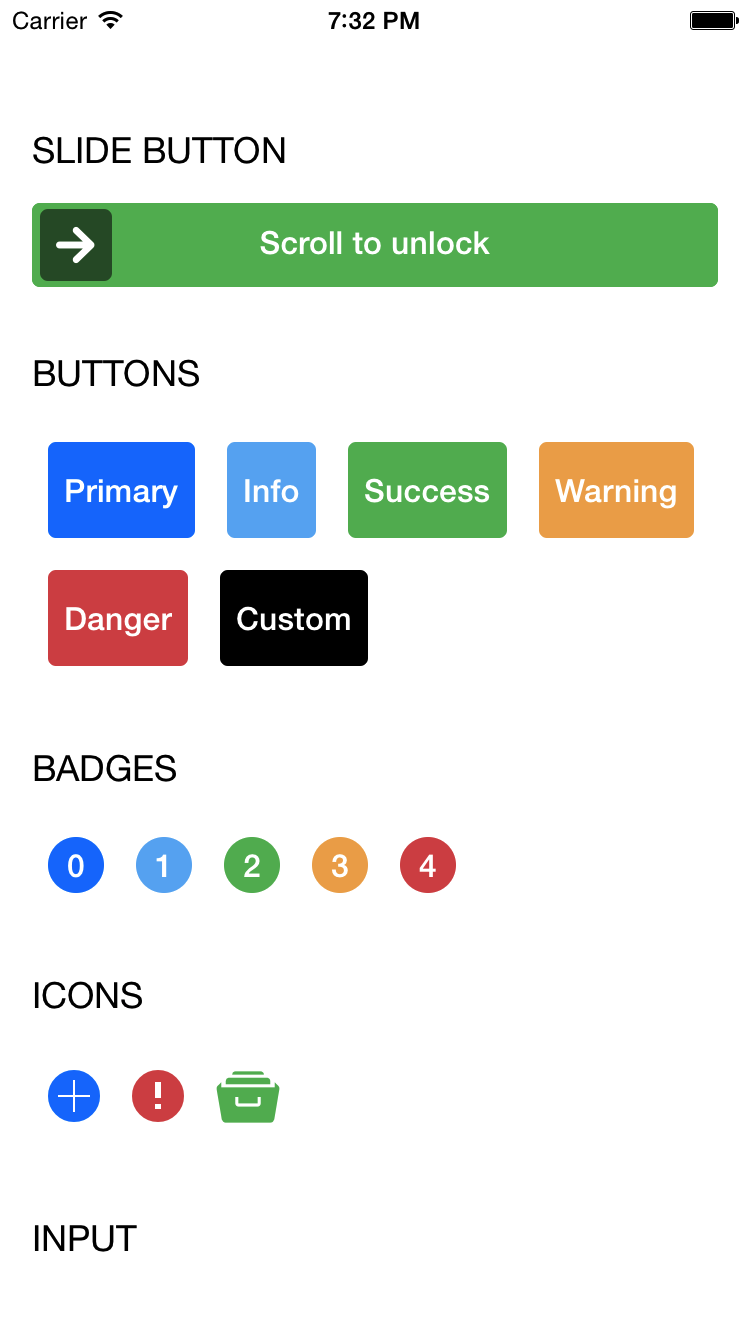 Carrier 7:32 PM
SLIDE BUTTON
Scroll to unlock
BUTTONS
Primary Info Success Warning
Danger Custom
BADGES
0 1 2 3 4
ICONS
!
INPUT